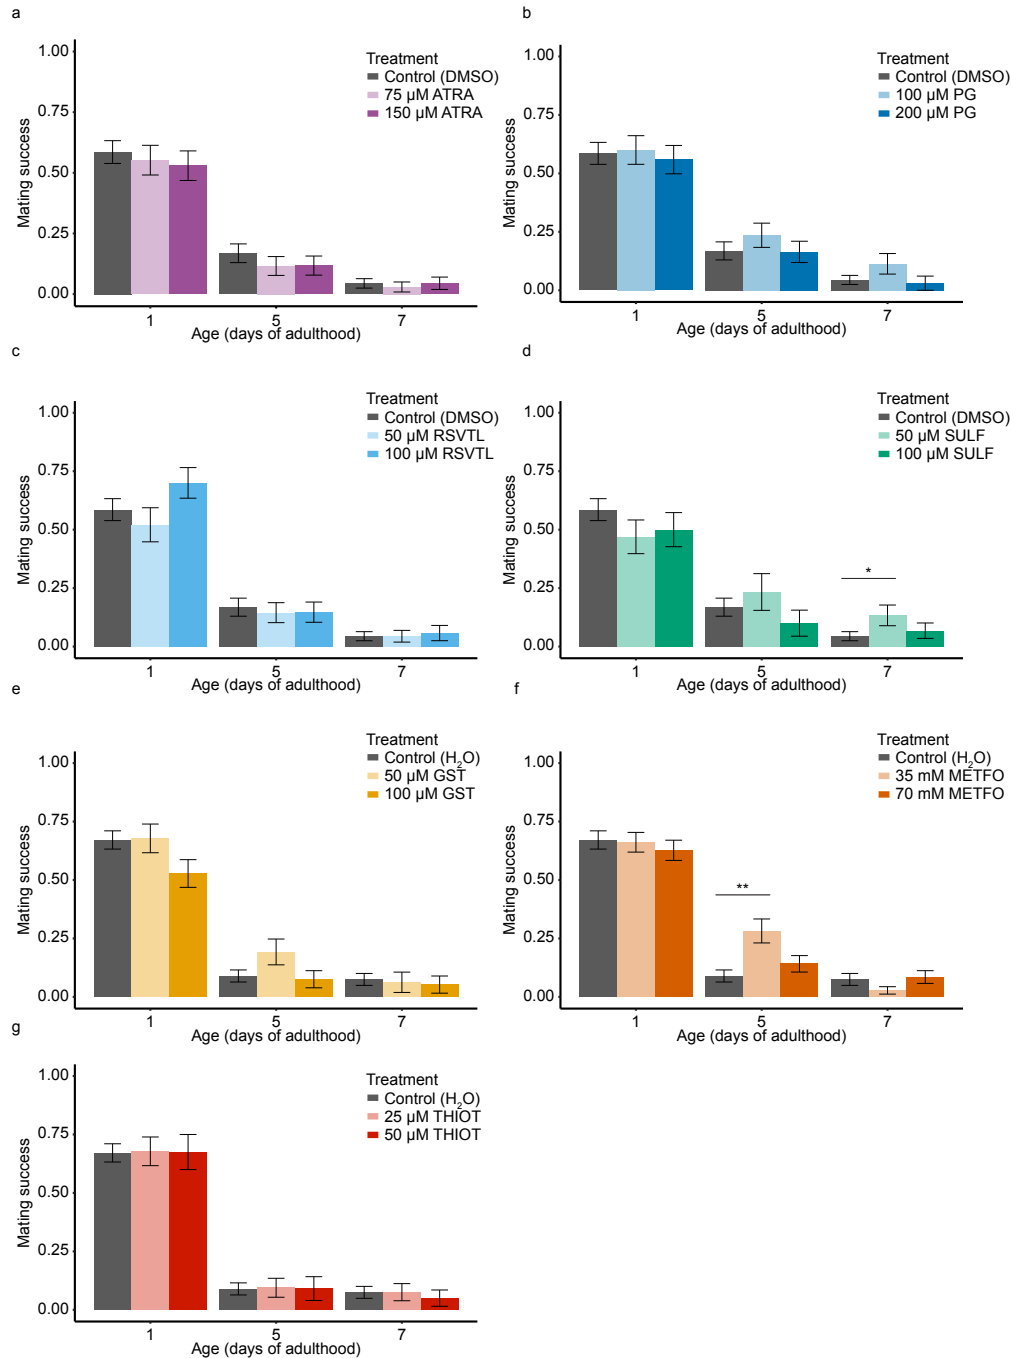 a
1.00
0.75
0.50
0.25
0.00
Mating success
Treatment
Control (DMSO)
75 µM ATRA
150 µM ATRA
1
5
7
Age (days of adulthood)
b
1.00
0.75
0.50
0.25
0.00
Mating success
Treatment
Control (DMSO)
100 µM PG
200 µM PG
1
5
7
Age (days of adulthood)
c
1.00
0.75
0.50
0.25
0.00
Mating success
Treatment
Control (DMSO)
50 µM RSVTL
100 µM RSVTL
1
5
7
Age (days of adulthood)
d
1.00
0.75
0.50
0.25
0.00
Mating success
Treatment
Control (DMSO)
50 µM SULF
100 µM SULF
*
1
5
7
Age (days of adulthood)
e
1.00
0.75
0.50
0.25
0.00
Mating success
Treatment
Control (H₂O)
50 µM GST
100 µM GST
1
5
7
Age (days of adulthood)
f
1.00
0.75
0.50
0.25
0.00
Mating success
Treatment
Control (H₂O)
35 mM METFO
70 mM METFO
**
1
5
7
Age (days of adulthood)
g
1.00
0.75
0.50
0.25
0.00
Mating success
Treatment
Control (H₂O)
25 µM THIOT
50 µM THIOT
1
5
7
Age (days of adulthood)